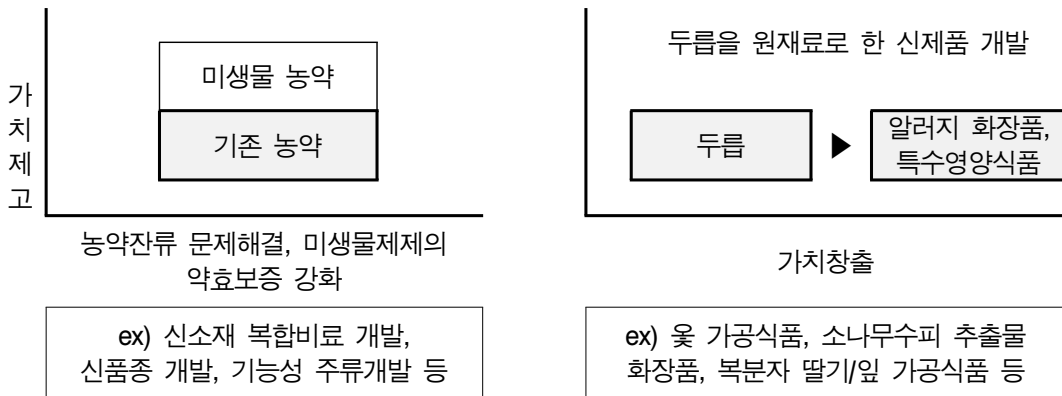 가치제고
미생물 농약
기존 농약
농약잔류 문제해결, 미생물제제의
약효보증 강화
ex) 신소재 복합비료 개발,
신품종 개발, 기능성 주류개발 등
두릅을 원재료로 한 신제품 개발
두릅
▶
알러지 화장품,
특수영양식품
가치창출
ex) 옻 가공식품, 소나무수피 추출물
화장품, 복분자 딸기/잎 가공식품 등